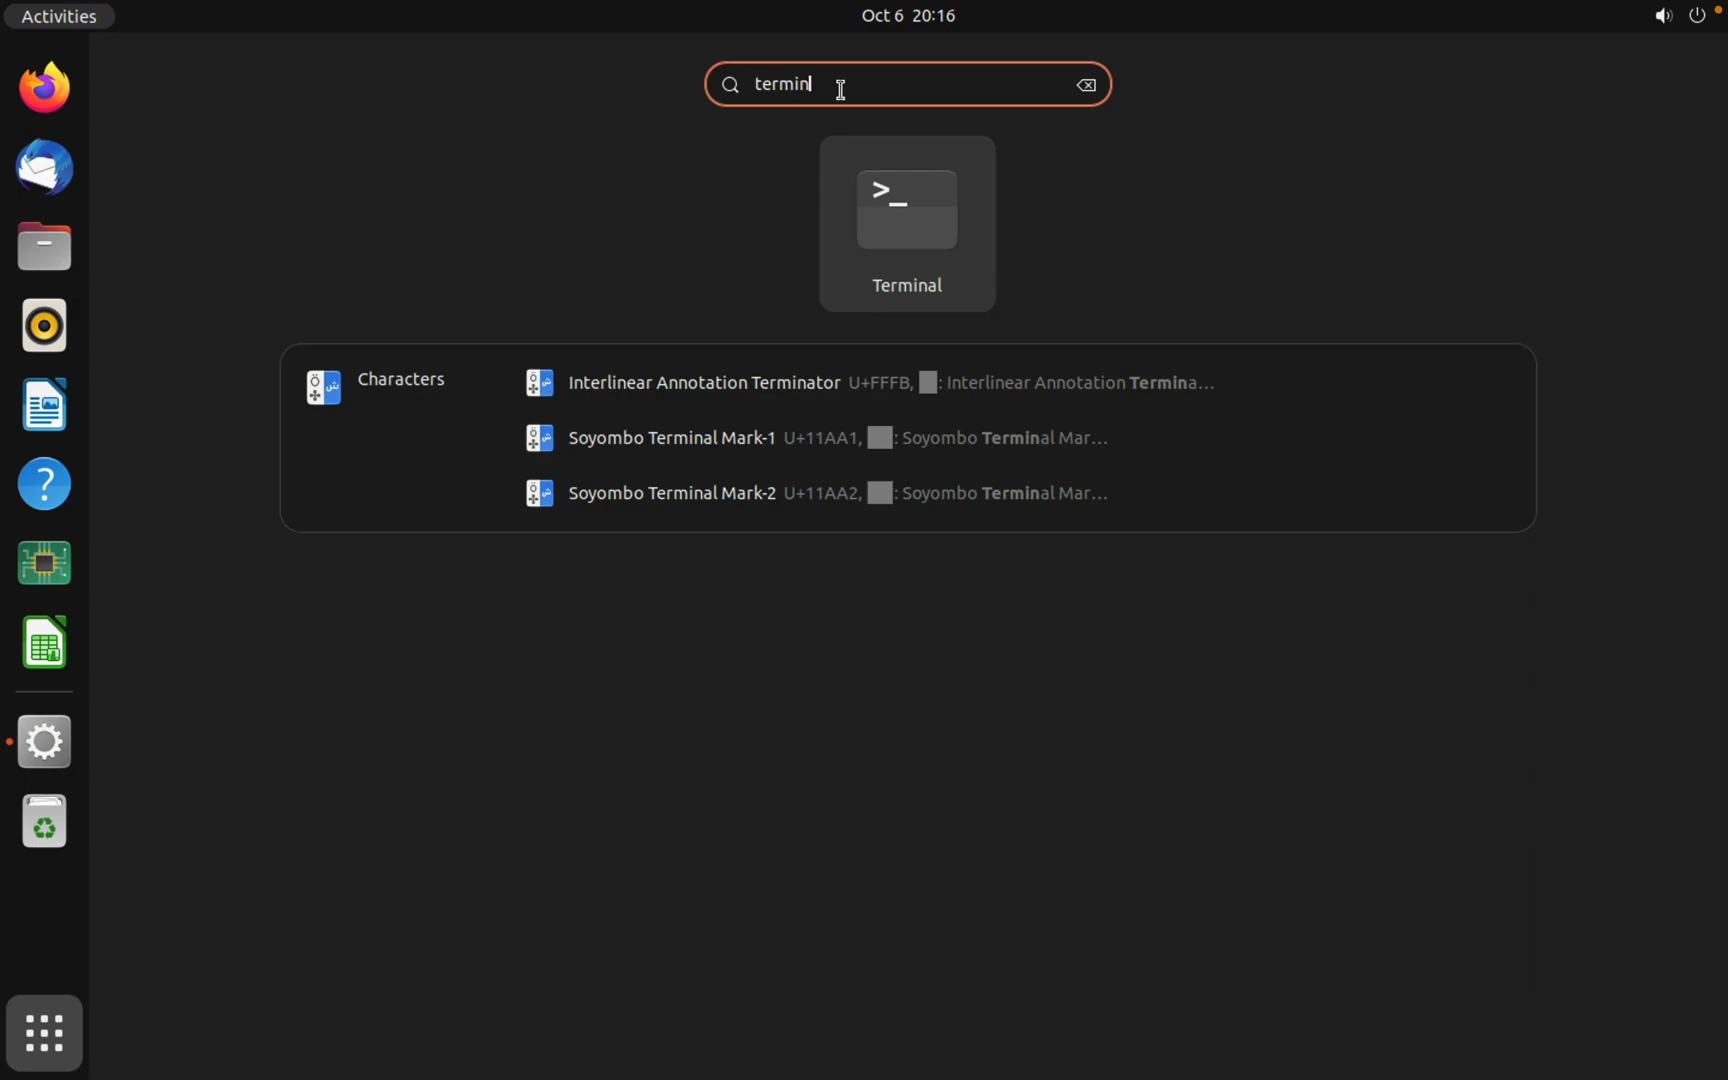 Activities
Oct 6 20:16
termin
>_
Terminal
Characters
Interlinear Annotation Terminator U+FFFB, : Interlinear Annotation Termina...
Soyombo Terminal Mark-1 U+11AA1, : Soyombo Terminal Mar...
Soyombo Terminal Mark-2 U+11AA2, : Soyombo Terminal Mar...
?